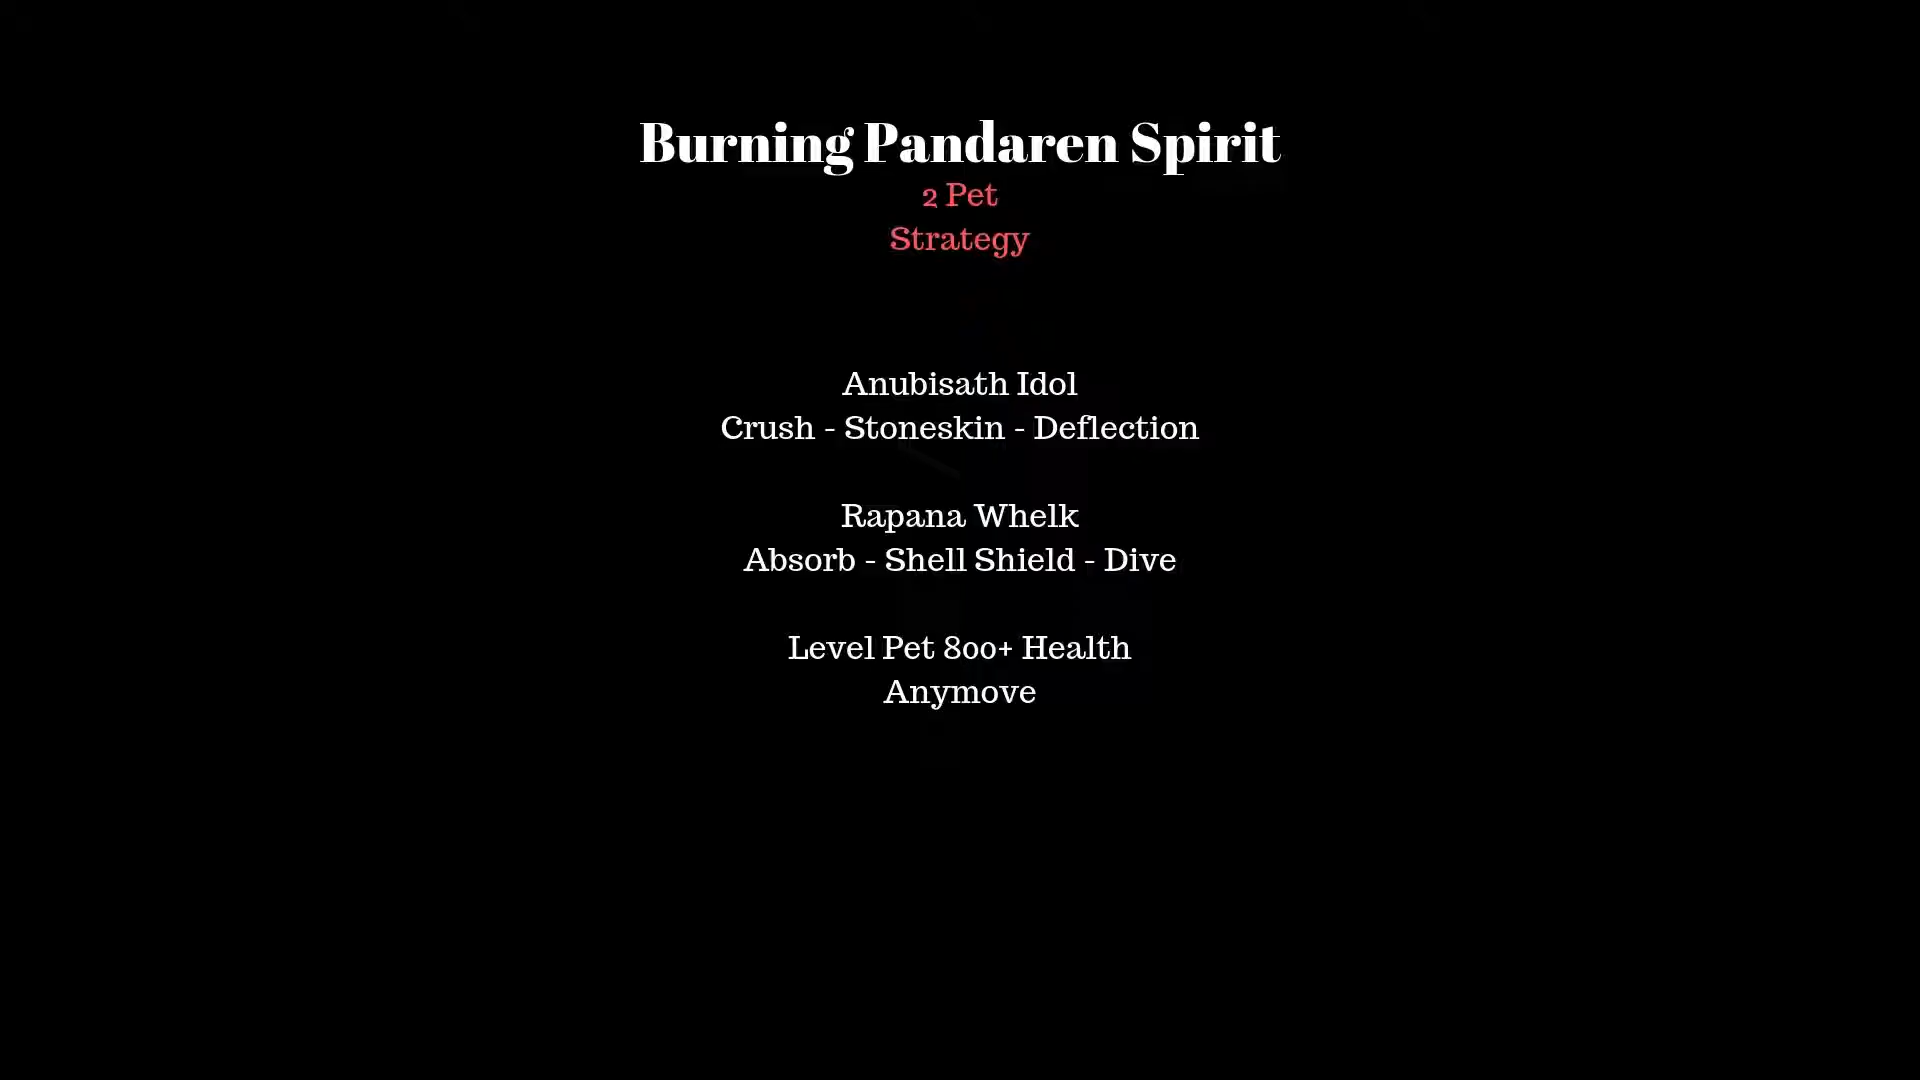 Burning Pandaren Spirit
2 Pet
Strategy
Anubisath Idol
Crush - Stoneskin - Deflection
Rapana Whelk
Absorb - Shell Shield - Dive
Level Pet 800+ Health
Anymove